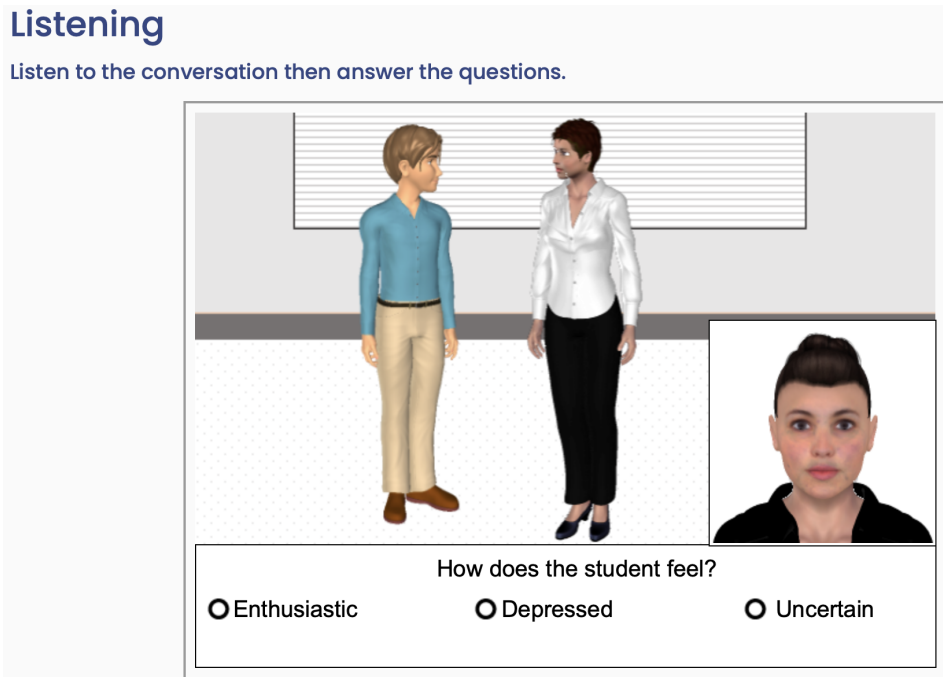 Listening
Listen to the conversation then answer the questions.
How does the student feel?
Enthusiastic Depressed Uncertain